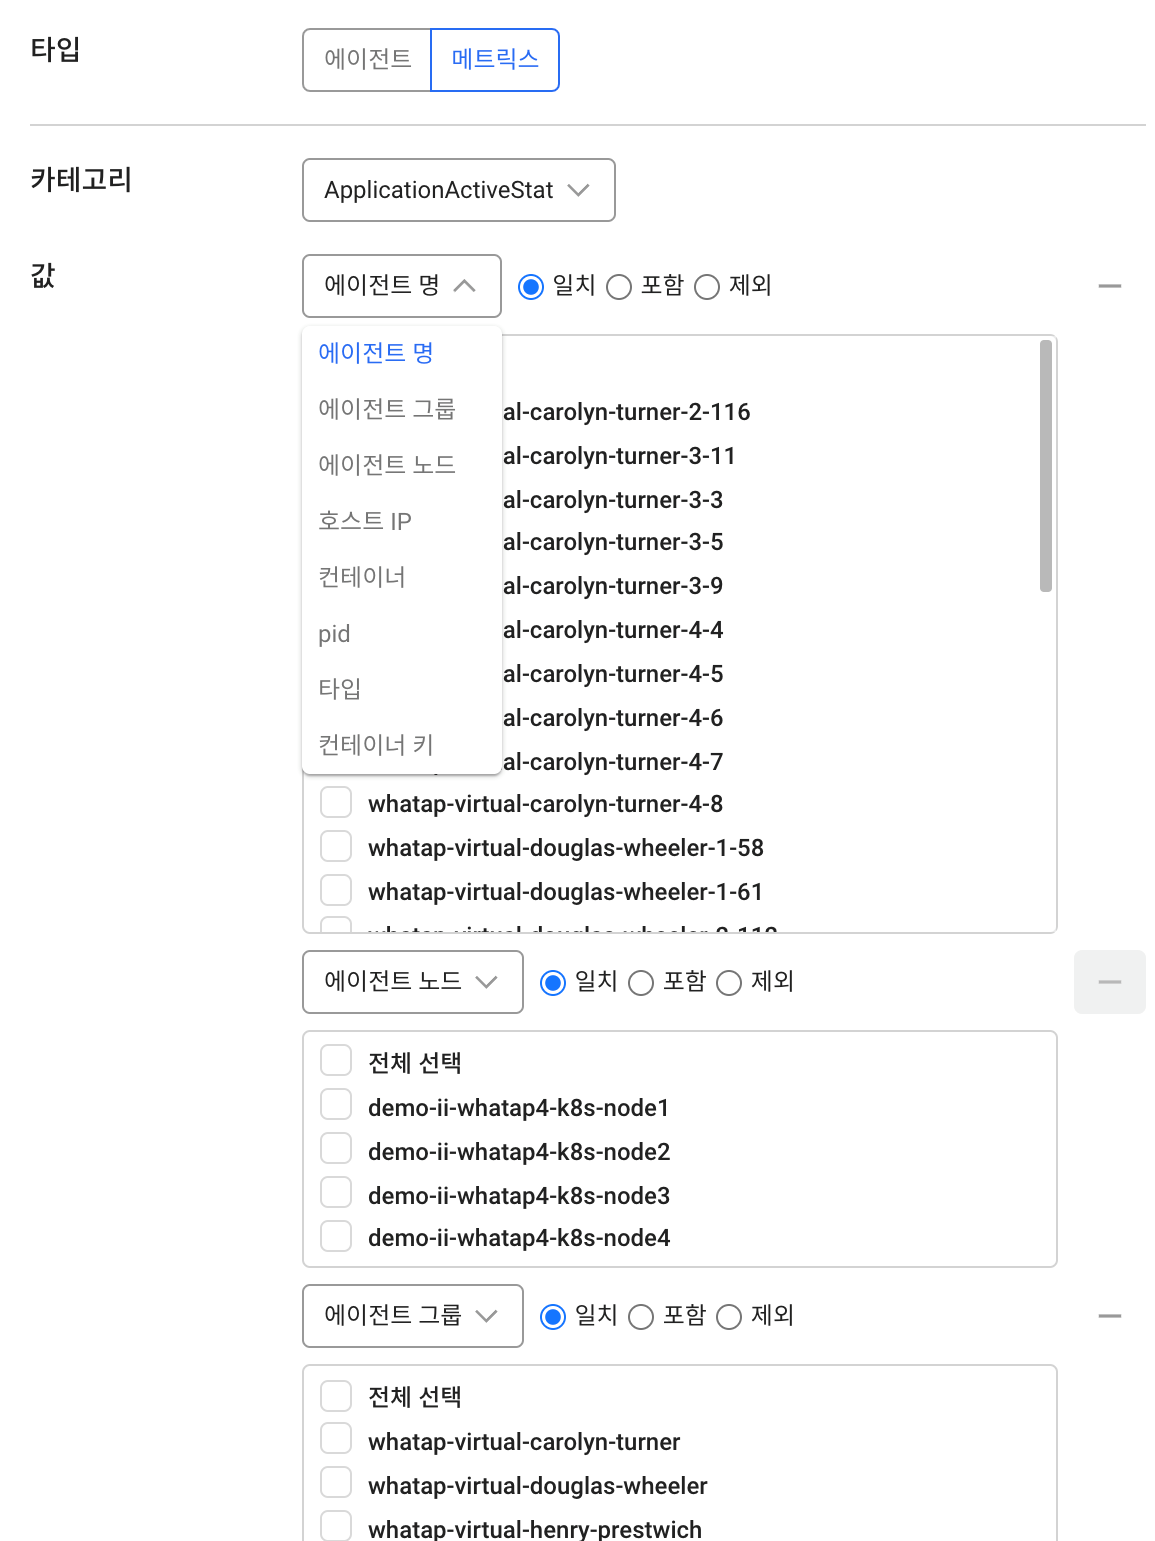 타입
에이전트 메트릭스
카테고리
ApplicationActiveStat
값
에이전트 명 일치 포함 제외
에이전트 명
에이전트 그룹
al-carolyn-turner-2-116
al-carolyn-turner-3-11
에이전트 노드
al-carolyn-turner-3-3
호스트 IP
al-carolyn-turner-3-5
컨테이너
al-carolyn-turner-3-9
pid
al-carolyn-turner-4-4
al-carolyn-turner-4-5
타입
al-carolyn-turner-4-6
컨테이너 키
al-carolyn-turner-4-7
whatap-virtual-carolyn-turner-4-8
whatap-virtual-douglas-wheeler-1-58
whatap-virtual-douglas-wheeler-1-61
에이전트 노드 일치 포함 제외
전체 선택
demo-ii-whatap4-k8s-node1
demo-ii-whatap4-k8s-node2
demo-ii-whatap4-k8s-node3
demo-ii-whatap4-k8s-node4
에이전트 그룹 일치 포함 제외
전체 선택
whatap-virtual-carolyn-turner
whatap-virtual-douglas-wheeler
whatap-virtual-henry-prestwich